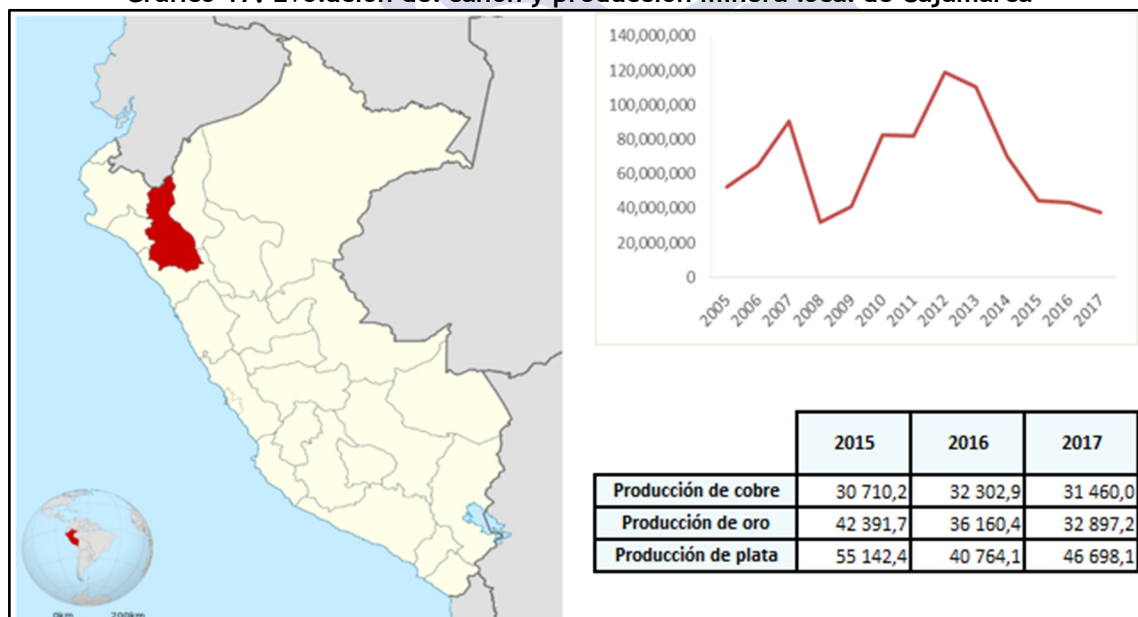 Gráfico 17: Evolución del canon y producción minera local de Cajamarca
140,000,000
120,000,000
100,000,000
80,000,000
60,000,000
40,000,000
20,000,000
0
2005 2006 2007 2008 2009 2010 2011 2012 2013 2014 2015 2016 2017
2015 2016 2017
Producción de cobre 30 710,2 32 302,9 31 460,0
Producción de oro 42 391,7 36 160,4 32 897,2
Producción de plata 55 142,4 40 764,1 46 698,1
0km 200km